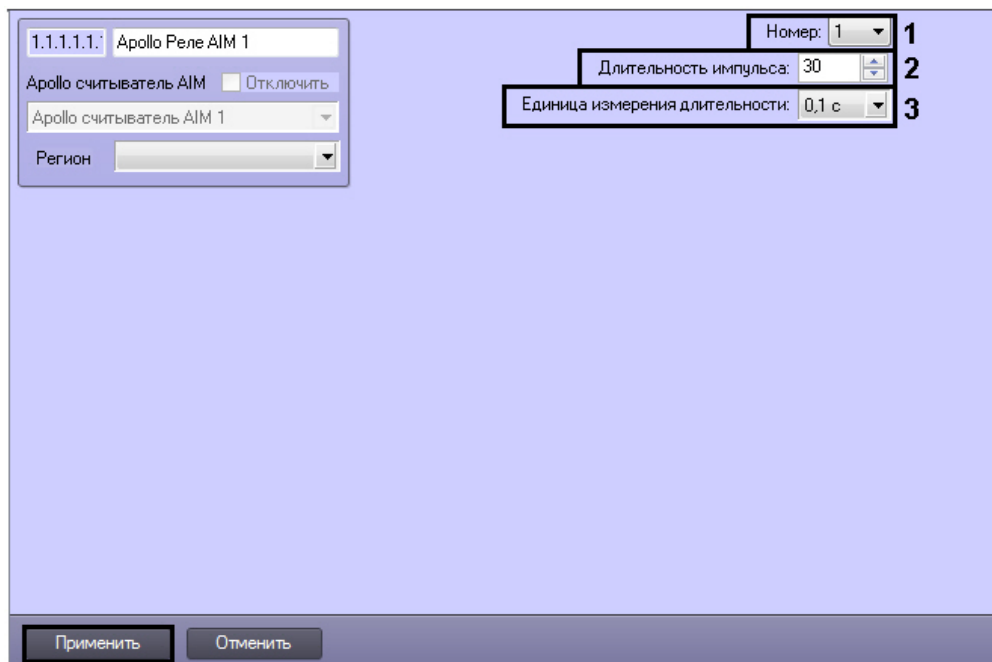 1.1.1.1.1. Apollo Реле AIM 1
Apollo считыватель AIM Отключить
Apollo считыватель AIM 1
Регион
Номер: 1 1
Длительность импульса: 30 2
Единица измерения длительности: 0,1 с 3
Применить Отменить